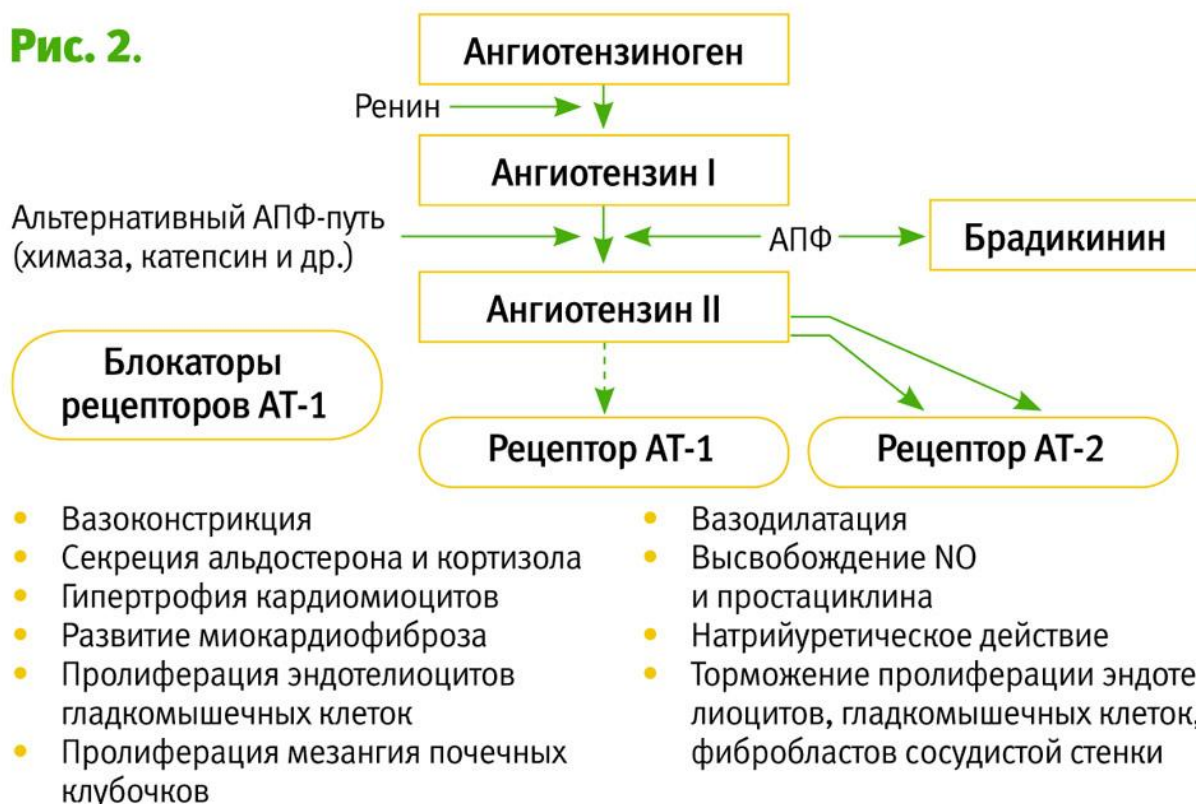 Рис. 2.
Ангиотензиноген
Ренин
Ангиотензин I
Альтернативный АПФ-путь
(химаза, катепсин и др.)
АПФ
Брадикинин
Ангиотензин II
Блокаторы
рецепторов АТ-1
Рецептор АТ-1
Рецептор АТ-2
• Вазоконстрикция
• Секреция альдостерона и кортизола
• Гипертрофия кардиомиоцитов
• Развитие миокардиофиброза
• Пролиферация эндотелиоцитов
гладкомышечных клеток
• Пролиферация мезангия почечных
клубочков
• Вазодилатация
• Высвобождение NO
и простациклина
• Натрийуретическое действие
• Торможение пролиферации эндоте
лиоцитов, гладкомышечных клеток,
фибробластов сосудистой стенки